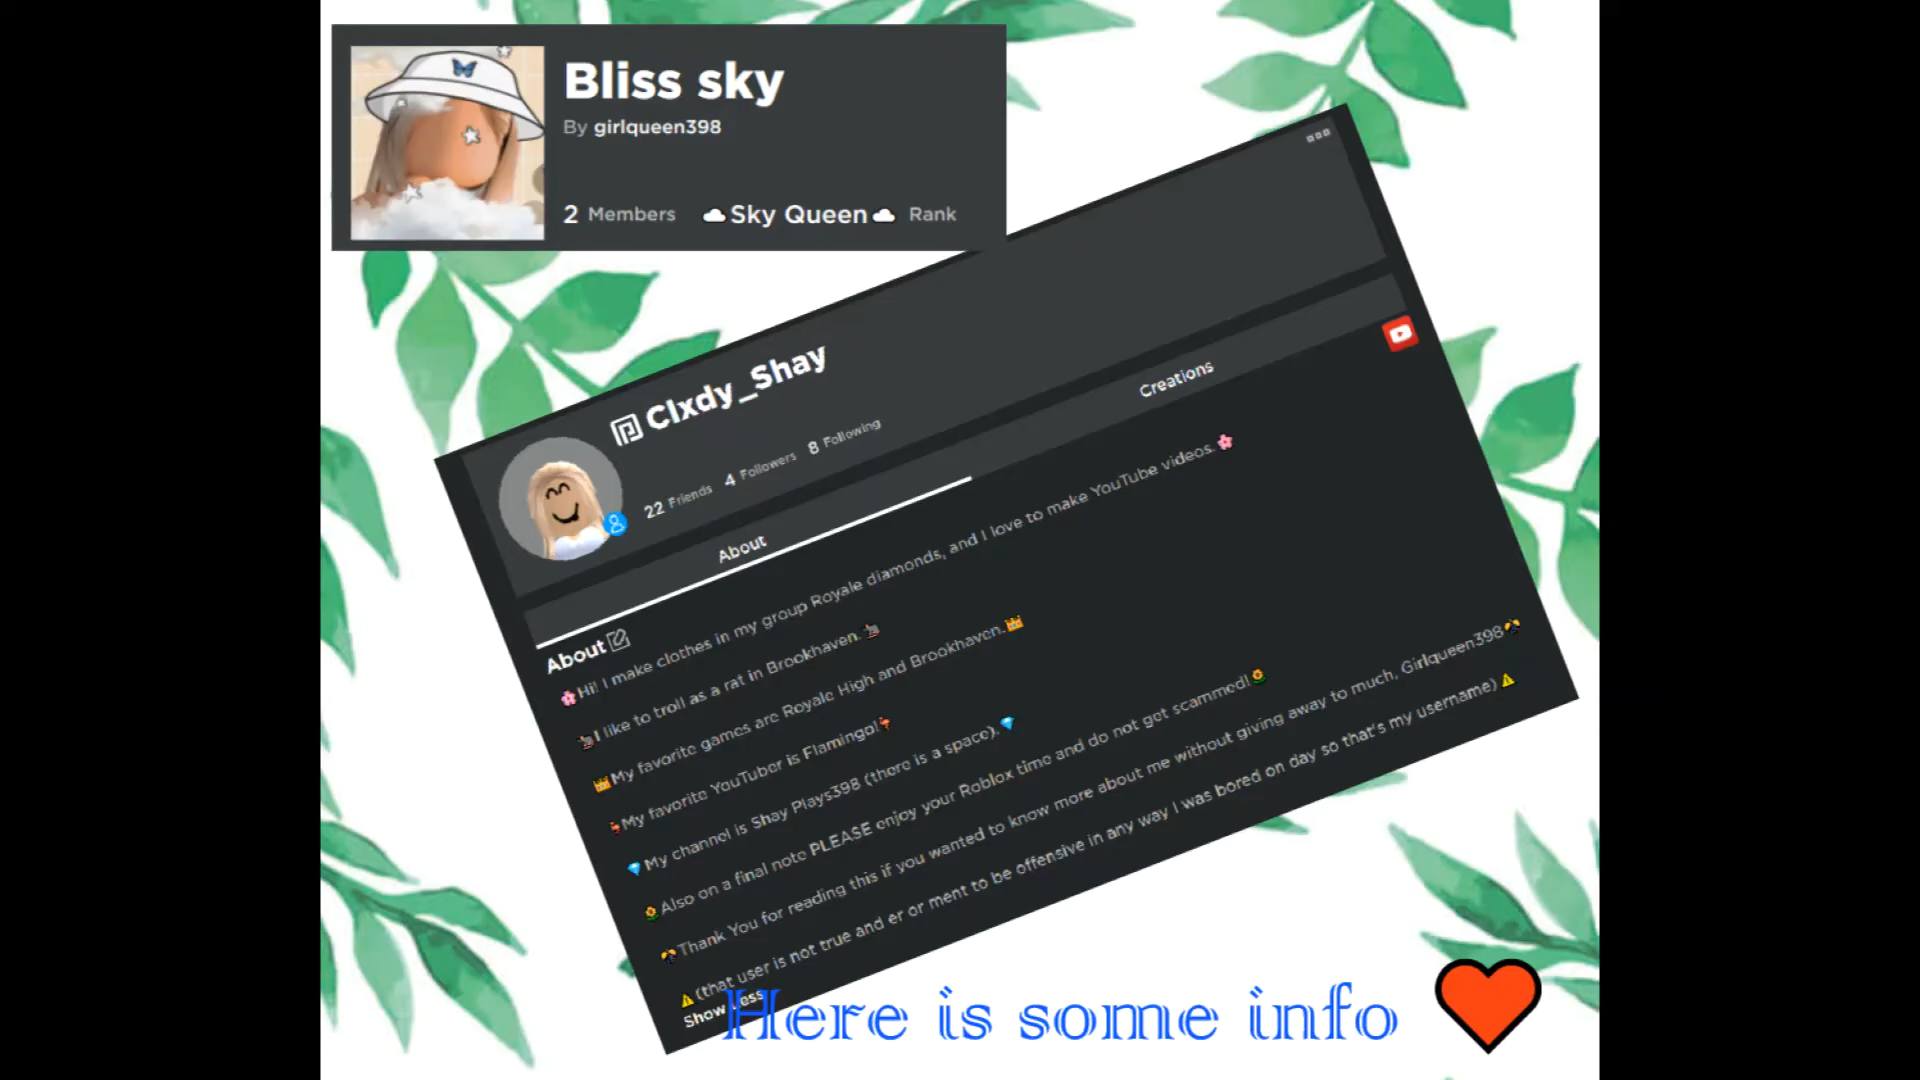 Bliss sky
By girlqueen398
2 Members ☁Sky Queen☁ Rank
Clxdy_Shay
22 Friends 4 Followers 8 Following
About
Creations
About
🌸Hi! I make clothes in my group Royale diamonds, and I love to make YouTube videos.🌸
🐀I like to troll as a rat in Brookhaven.🐀
👑My favorite games are Royale High and Brookhaven.👑
🦩My favorite YouTuber is Flamingo!🦩
💎My channel is Shay Plays398 (there is a space).💎
🌻Also on a final note PLEASE enjoy your Roblox time and do not get scammed!🌻
Thank You for reading this if you wanted to know more about me without giving away to much, Girlqueen398
⚠(that user is not true and er or ment to be offensive in any way I was bored on day so that's my username)⚠
Show Less
Here is some info